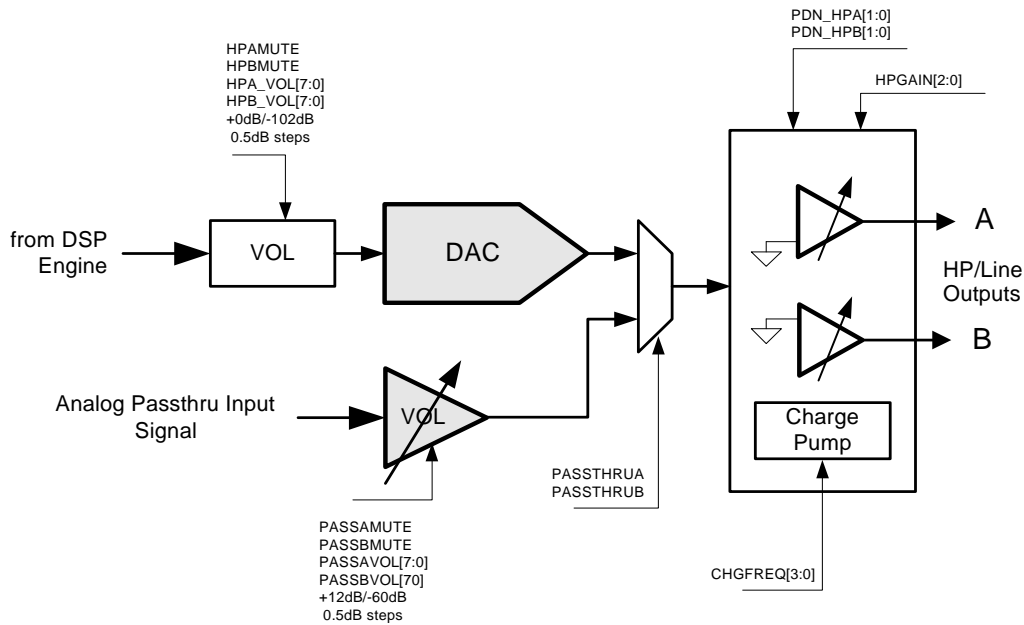 PDN_HPA[1:0]
PDN_HPB[1:0]
HPGAIN[2:0]
HPAMUTE
HPBMUTE
HPA_VOL[7:0]
HPB_VOL[7:0]
+0dB/-102dB
0.5dB steps
from DSP
Engine
VOL
DAC
A
HP/Line
Outputs
B
Analog Passthru Input
Signal
VOL
Charge
Pump
PASSTHRUA
PASSTHRUB
PASSAMUTE
PASSBMUTE
PASSAVOL[7:0]
PASSBVOL[70]
+12dB/-60dB
0.5dB steps
CHGFREQ[3:0]